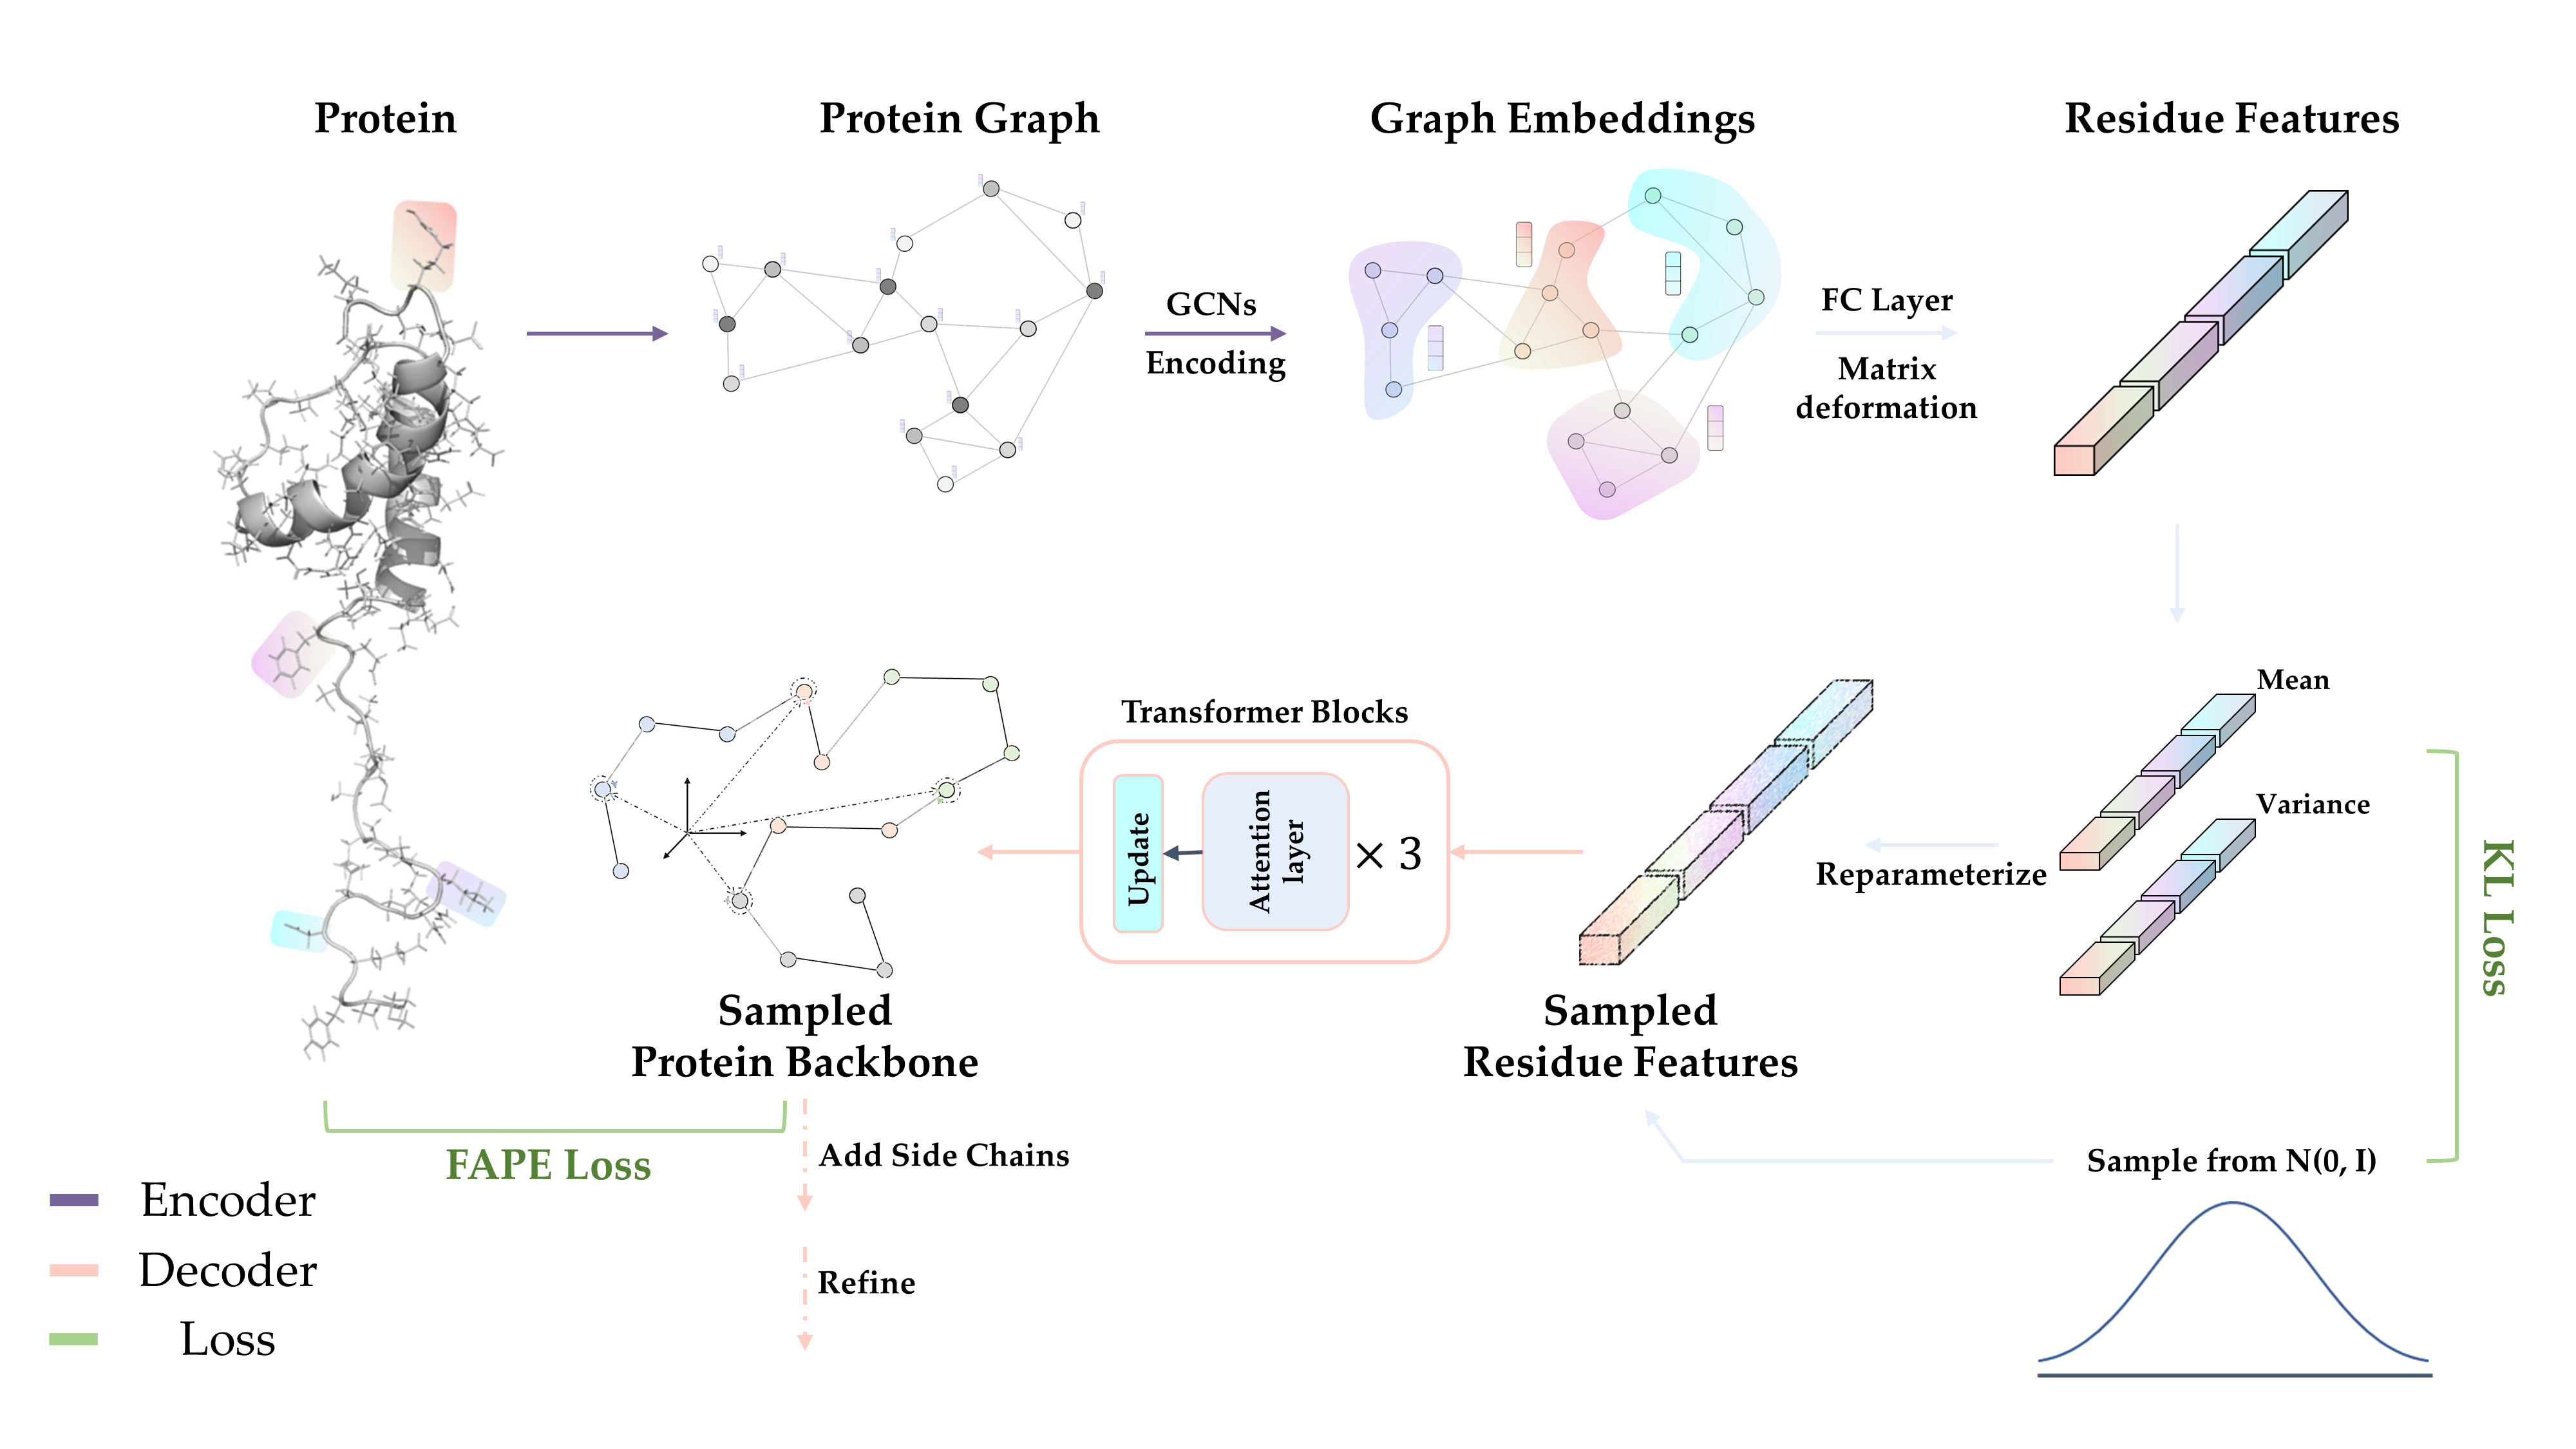 Protein
Protein Graph
Graph Embeddings
Residue Features
GCNs
Encoding
FC Layer
Matrix
deformation
Mean
Variance
Reparameterize
KL Loss
Transformer Blocks
Update
Attention
layer
× 3
Sampled
Protein Backbone
Sampled
Residue Features
Sample from N(0, I)
FAPE Loss
Add Side Chains
Refine
Encoder
Decoder
Loss